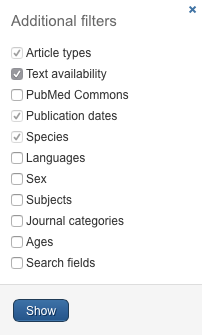 Additional filters
Article types
Text availability
PubMed Commons
Publication dates
Species
Languages
Sex
Subjects
Journal categories
Ages
Search fields
Show